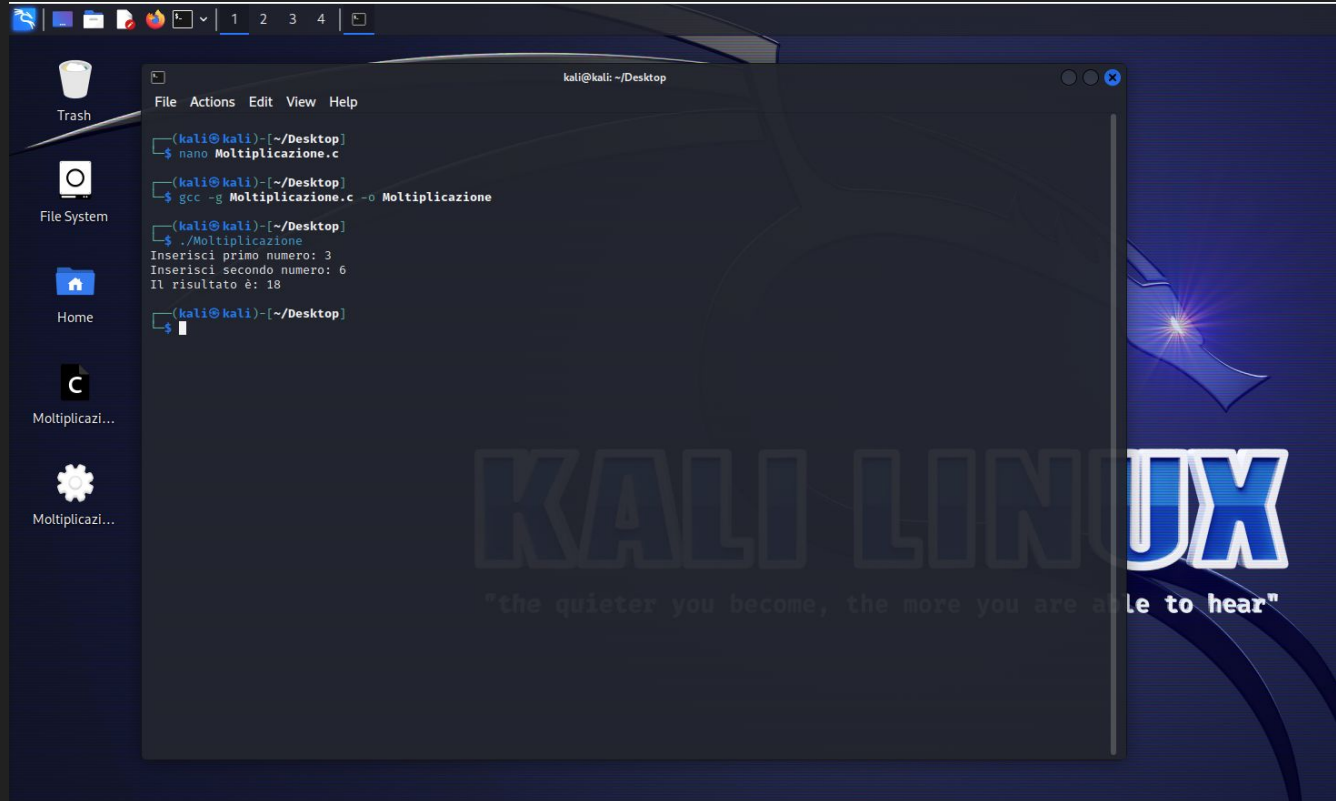 1 2 3 4
kali@kali: ~/Desktop
File Actions Edit View Help
Trash
File System
Home
Moltiplicazi...
Moltiplicazi...
┌──(kali㉿kali)-[~/Desktop]
└─$ nano Moltiplicazione.c
┌──(kali㉿kali)-[~/Desktop]
└─$ gcc -g Moltiplicazione.c -o Moltiplicazione
┌──(kali㉿kali)-[~/Desktop]
└─$ ./Moltiplicazione
Inserisci primo numero: 3
Inserisci secondo numero: 6
Il risultato è: 18
┌──(kali㉿kali)-[~/Desktop]
└─$
KALI LINUX
"the quieter you become, the more you are able to hear"